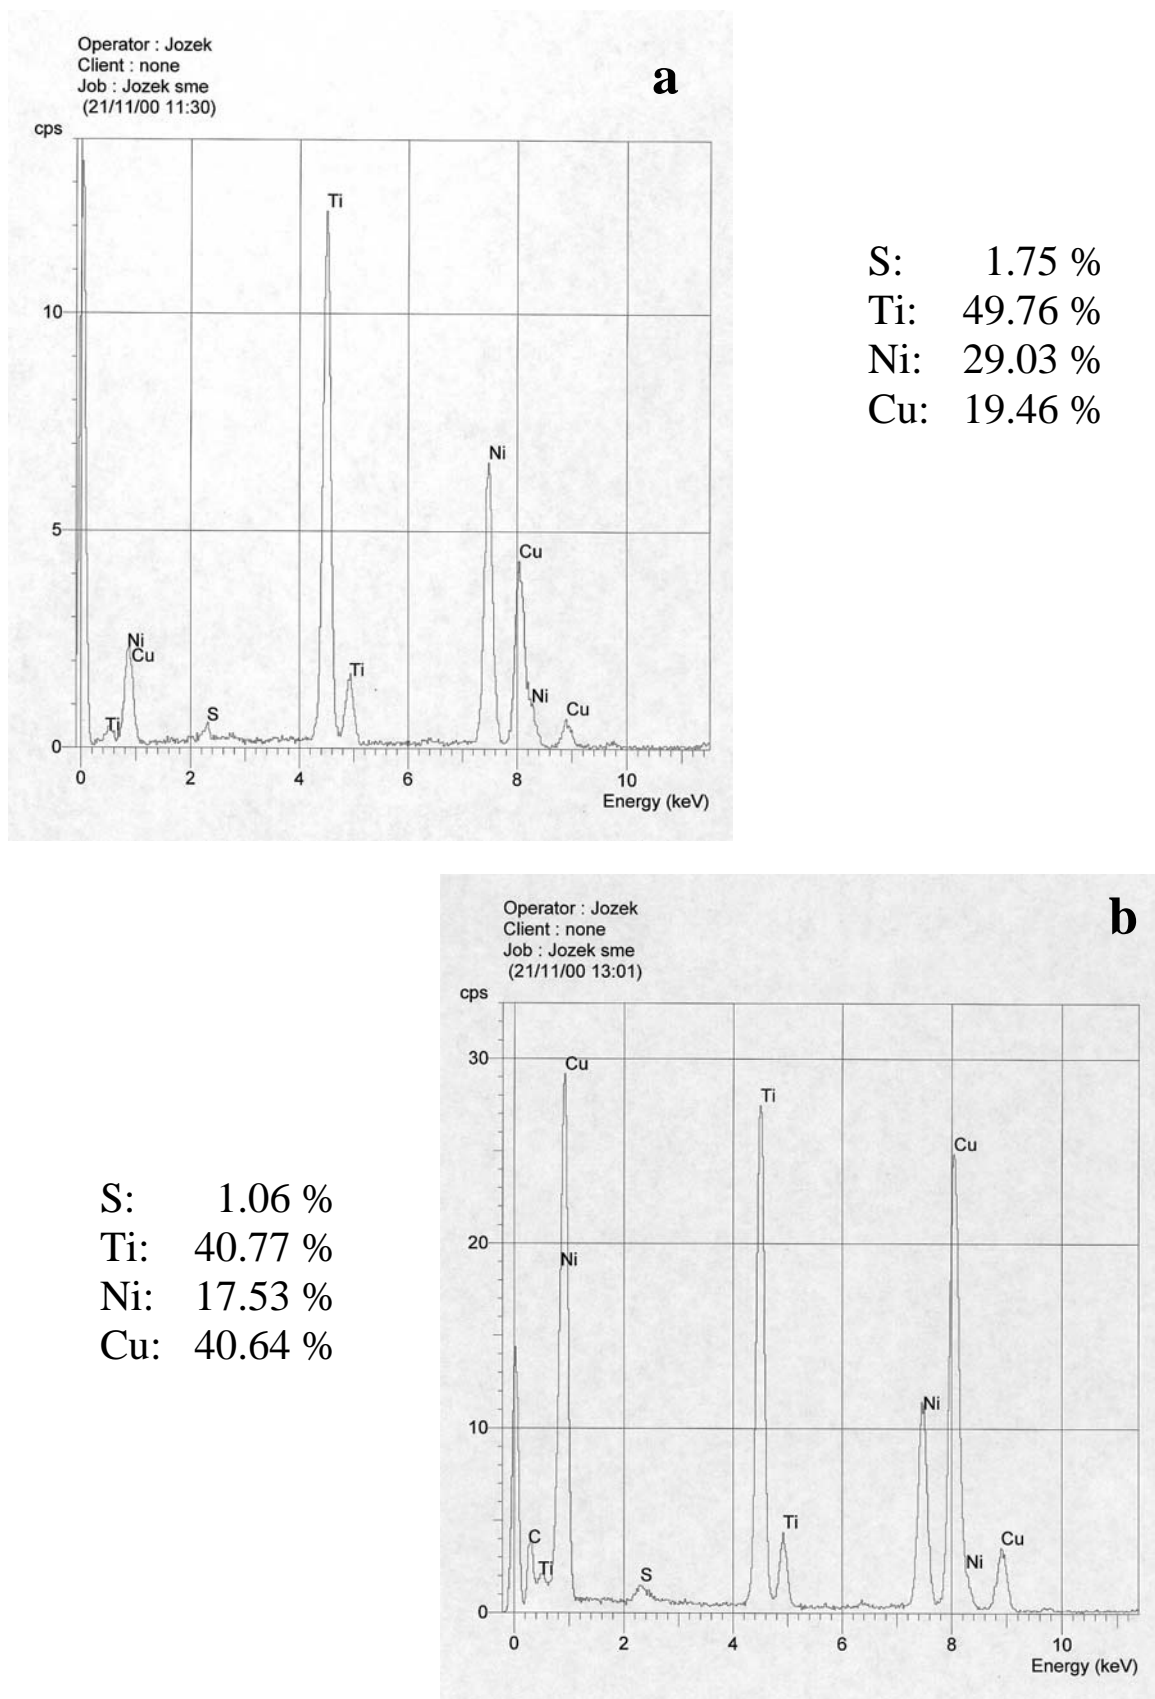 Operator : Jozek
Client : none
Job : Jozek sme
(21/11/00 11:30)
a
cps
Ti
10
Ni
5
Cu
Ni
Cu
Ti
Ni
Cu
Ti
S
0
0 2 4 6 8 10
Energy (keV)
S: 1.75 %
Ti: 49.76 %
Ni: 29.03 %
Cu: 19.46 %
Operator : Jozek
Client : none
Job : Jozek sme
(21/11/00 13:01)
b
cps
30
Cu
Ti
Cu
20
Ni
10
Ni
Ti
C
Cu
Ti
Ni
S
0
0 2 4 6 8 10
Energy (keV)
S: 1.06 %
Ti: 40.77 %
Ni: 17.53 %
Cu: 40.64 %